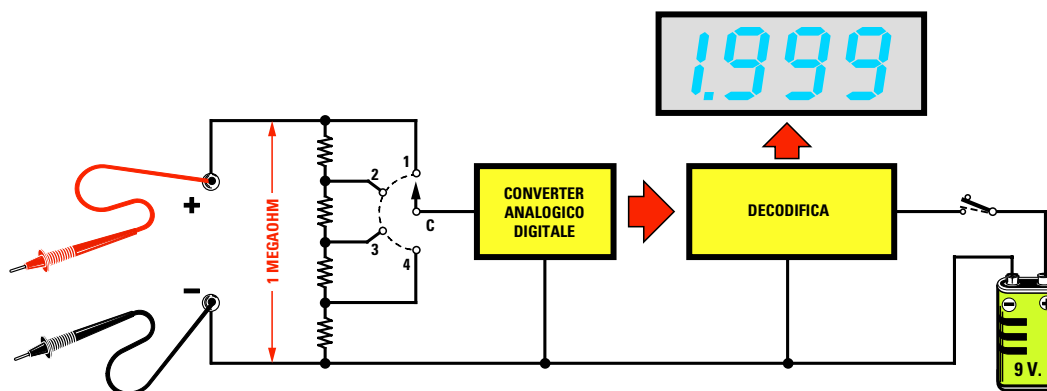 1.999
+
1 MEGAOHM
1
2
3
4
C
CONVERTER
ANALOGICO
DIGITALE
DECODIFICA
-
- +
9 V.